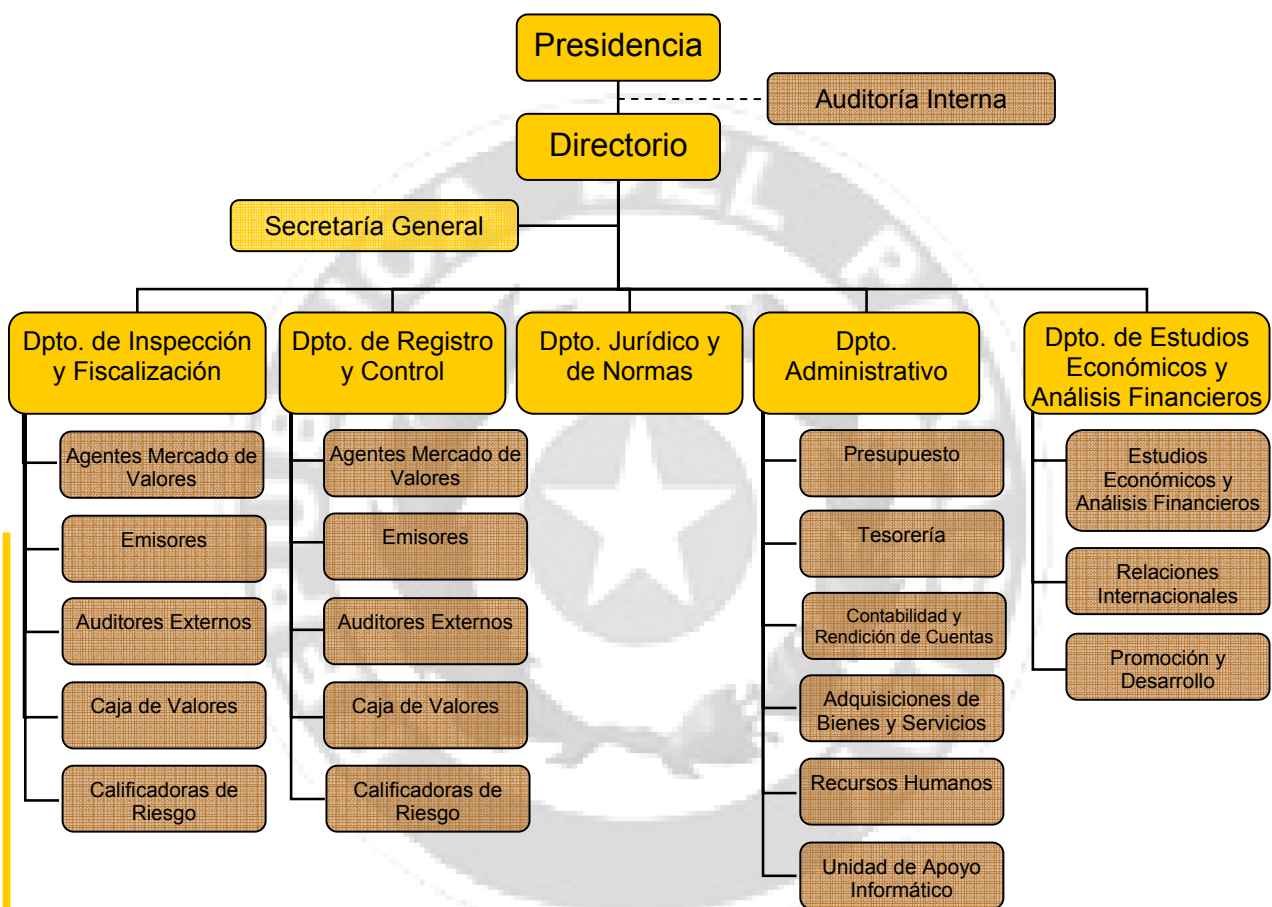 Presidencia
Auditoría Interna
Directorio
Secretaría General
Dpto. de Inspección
y Fiscalización
Dpto. de Registro
y Control
Dpto. Jurídico y
de Normas
Dpto.
Administrativo
Dpto. de Estudios
Económicos y
Análisis Financieros
Agentes Mercado de
Valores
Emisores
Auditores Externos
Caja de Valores
Calificadoras de
Riesgo
Agentes Mercado de
Valores
Emisores
Auditores Externos
Caja de Valores
Calificadoras de
Riesgo
Presupuesto
Tesorería
Contabilidad y
Rendición de Cuentas
Adquisiciones de
Bienes y Servicios
Recursos Humanos
Unidad de Apoyo
Informático
Estudios
Económicos y
Análisis Financieros
Relaciones
Internacionales
Promoción y
Desarrollo